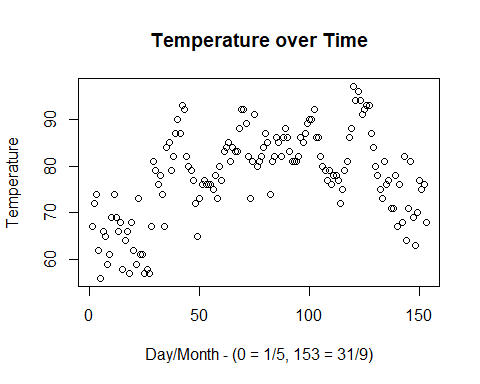 Temperature over Time
Temperature
90
80
70
60
0 50 100 150
Day/Month - (0 = 1/5, 153 = 31/9)